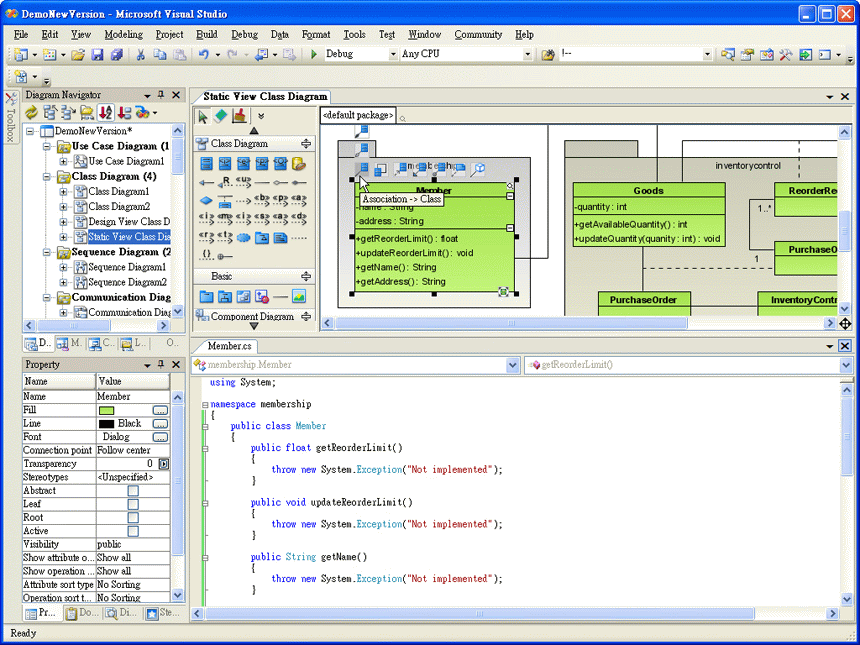 DemoNewVersion - Microsoft Visual Studio
File Edit View Modeling Project Build Debug Data Format Tools Test Window Community Help
Debug Any CPU !--
Toolbox
Diagram Navigator
DemoNewVersion*
Use Case Diagram (1
Use Case Diagram1
Class Diagram (4)
Class Diagram1
Class Diagram2
Design View Class D
Static View Class Dia
Sequence Diagram (2
Sequence Diagram1
Sequence Diagram2
Communication Diag
Communication Diag
D.. M. C.. L.. O..
Property
Name Value
Name Member
Fill
Line Black
Font Dialog
Connection point Follow center
Transparency 0
Stereotypes <Unspecified>
Abstract
Leaf
Root
Active
Visibility public
Show attribute o... Show all
Show operation ... Show all
Attribute sort type No Sorting
Operation sort t... No Sorting
Pr... Do... Di... Ste...
Static View Class Diagram
Class Diagram
Basic
Component Diagram
<default package>
Member
Association -> Class
-name : String
-address : String
+getReorderLimit() : float
+updateReorderLimit() : void
+getName() : String
+getAddress() : String
Goods
-quantity : int
+getAvailableQuantity() : int
+updateQuantity(quanity : int) : void
inventorycontrol
ReorderRe
1..*
1
PurchaseO
PurchaseOrder
InventoryContr
Member.cs
membership.Member
getReorderLimit()
using System;
namespace membership
{
public class Member
{
public float getReorderLimit()
{
throw new System.Exception("Not implemented");
}
public void updateReorderLimit()
{
throw new System.Exception("Not implemented");
}
public String getName()
{
throw new System.Exception("Not implemented");
}
Ready